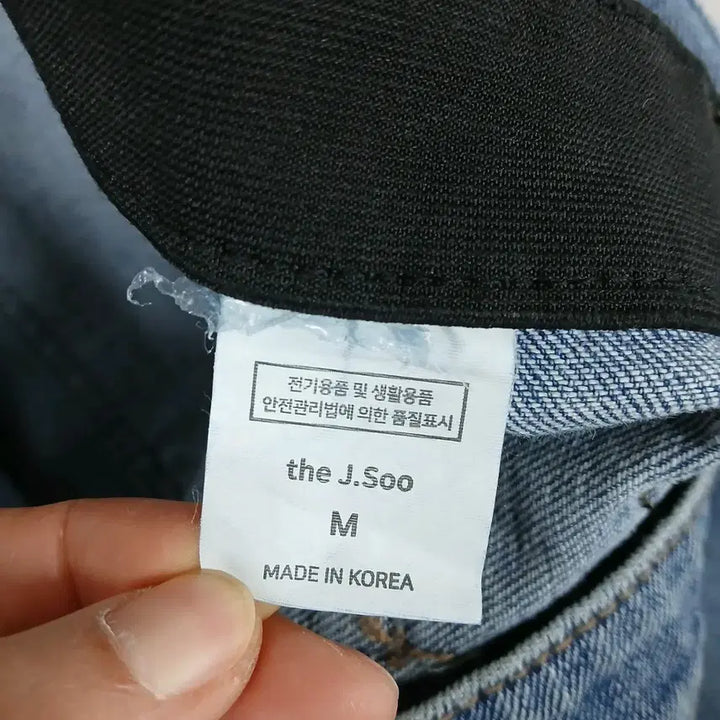 전기용품 및 생활용품
안전관리법에 의한 품질표시
the J.Soo
M
MADE IN KOREA